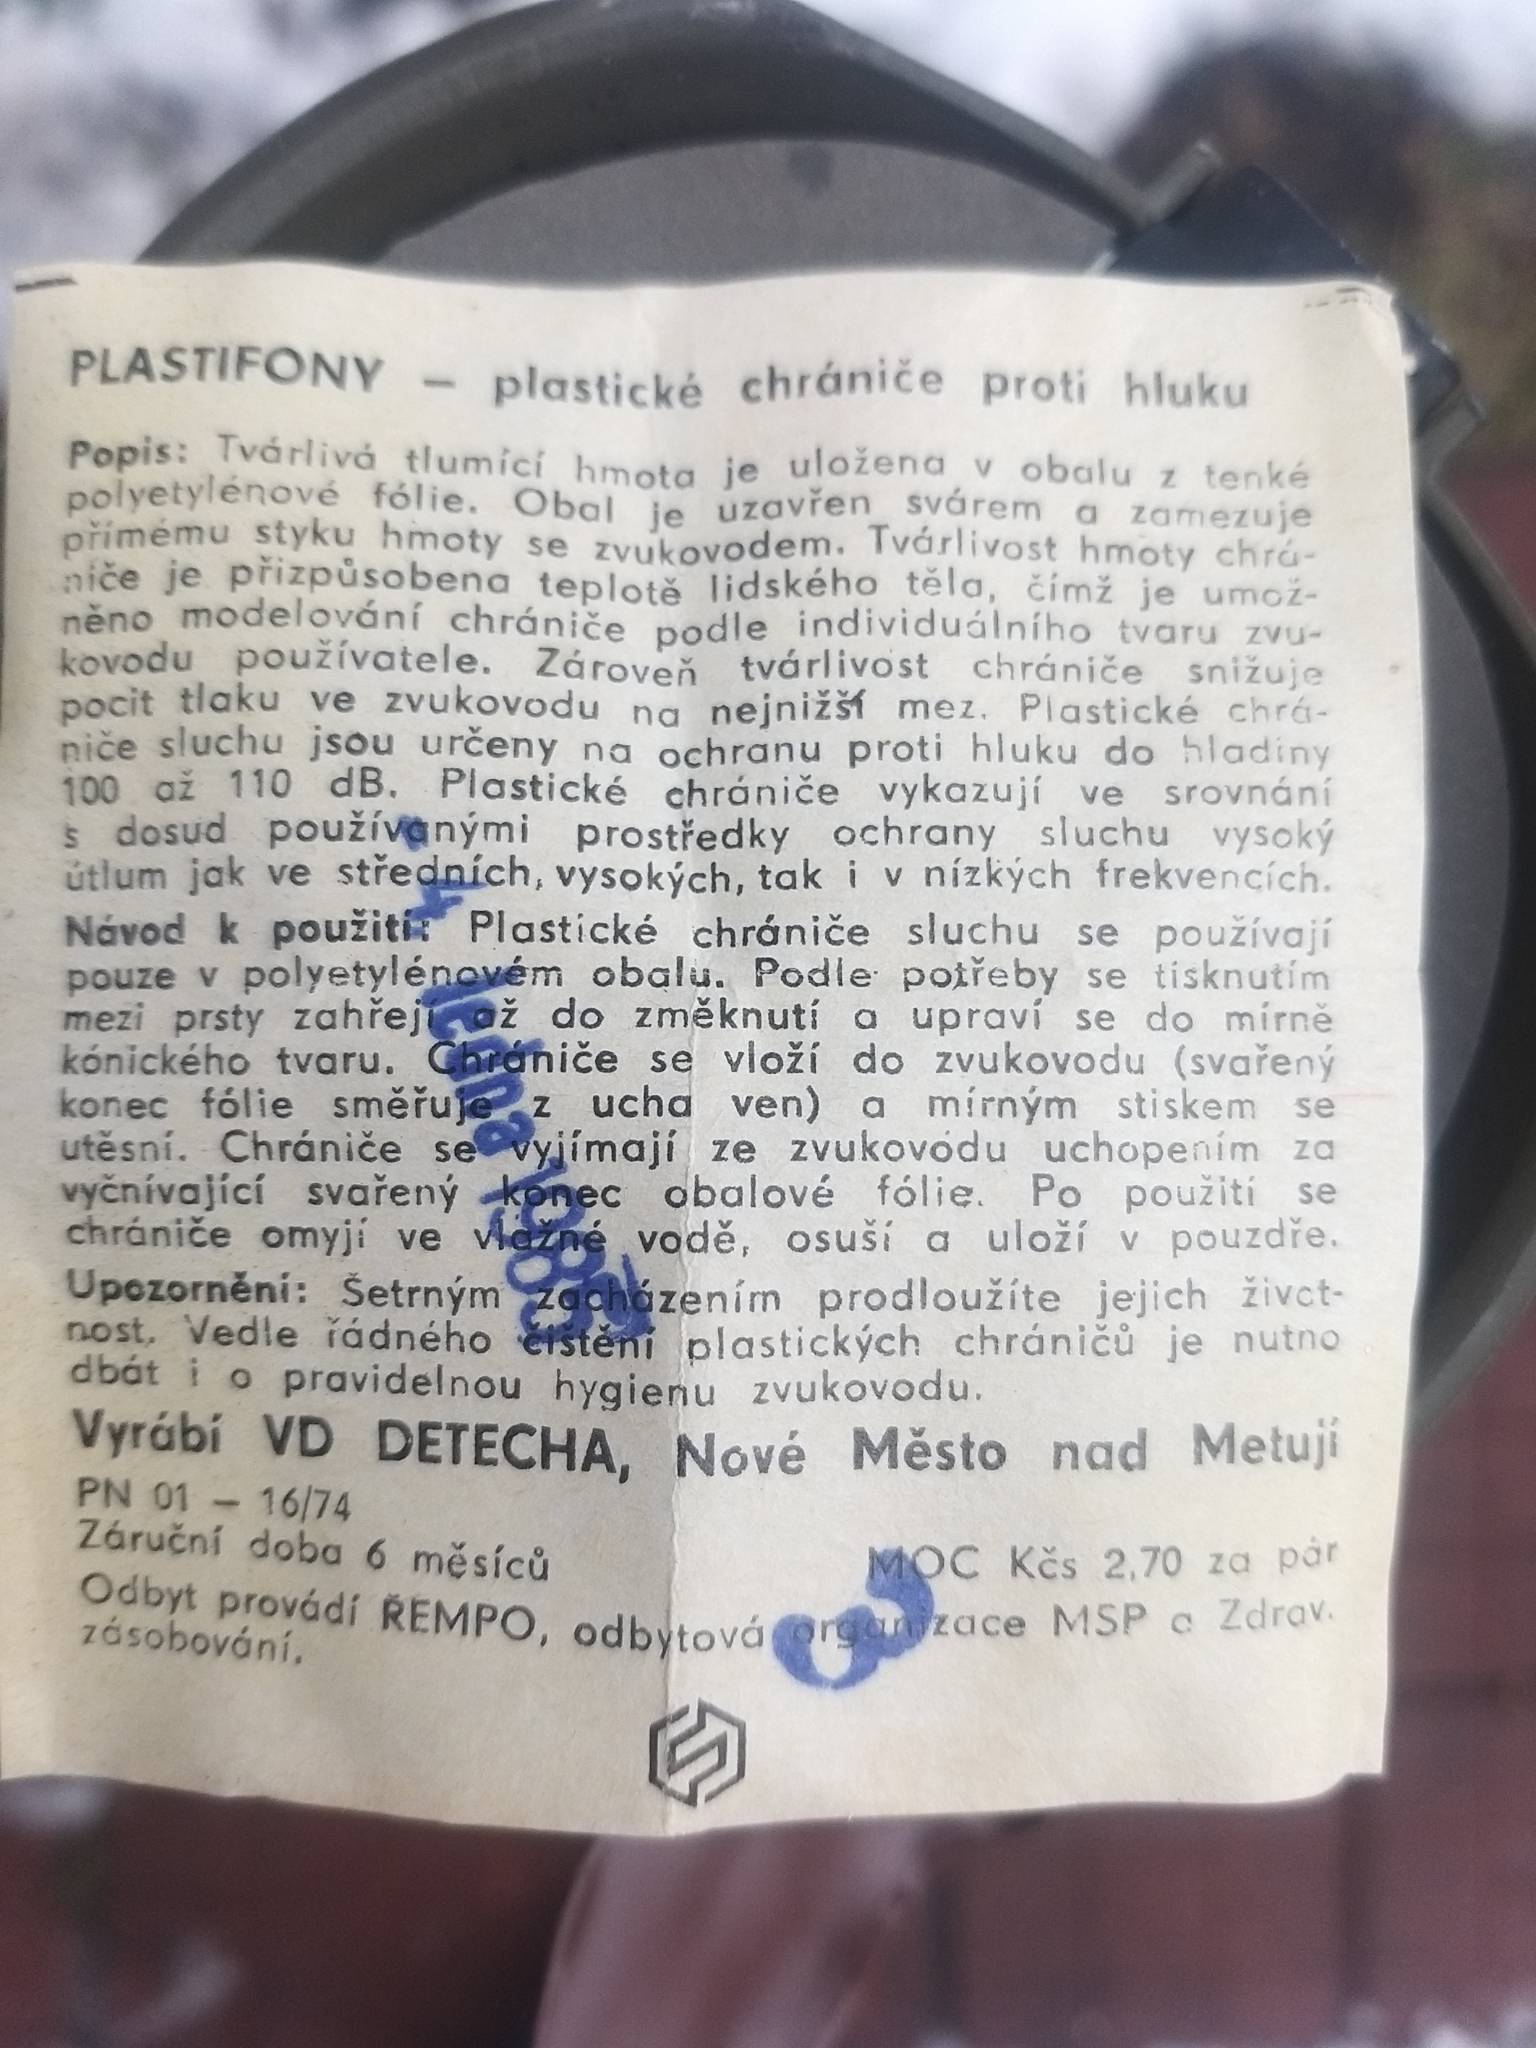 PLASTIFONY – plastické chrániče proti hluku
Popis: Tvárlivá tlumící hmota je uložena v obalu z tenké
polyetylénové fólie. Obal je uzavřen svárem a zamezuje
přímému styku hmoty se zvukovodem. Tvárlivost hmoty chrá-
niče je přizpůsobena teplotě lidského těla, čímž je umož-
něno modelování chrániče podle individuálního tvaru zvu-
kovodu používatele. Zároveň tvárlivost chrániče snižuje
pocit tlaku ve zvukovodu na nejnižší mez. Plastické chrá-
niče sluchu jsou určeny na ochranu proti hluku do hladiny
100 až 110 dB. Plastické chrániče vykazují ve srovnání
s dosud používanými prostředky ochrany sluchu vysoký
útlum jak ve středních, vysokých, tak i v nízkých frekvencích.
Návod k použití: Plastické chrániče sluchu se používají
pouze v polyetylénovém obalu. Podle potřeby se tisknutím
mezi prsty zahřejí až do změknutí a upraví se do mírně
kónického tvaru. Chrániče se vloží do zvukovodu (svařený
konec fólie směřuje z ucha ven) a mírným stiskem se
utěsní. Chrániče se vyjímají ze zvukovodu uchopením za
vyčnívající svařený konec obalové fólie. Po použití se
chrániče omyjí ve vlažné vodě, osuší a uloží v pouzdře.
Upozornění: Šetrným zacházením prodloužíte jejich život-
nost. Vedle řádného čištění plastických chráničů je nutno
dbát i o pravidelnou hygienu zvukovodu.
Vyrábí VD DETECHA, Nové Město nad Metují
PN 01 – 16/74
Záruční doba 6 měsíců MOC Kčs 2,70 za pár
Odbyt provádí ŘEMPO, odbytová organizace MSP a Zdrav.
zásobování.